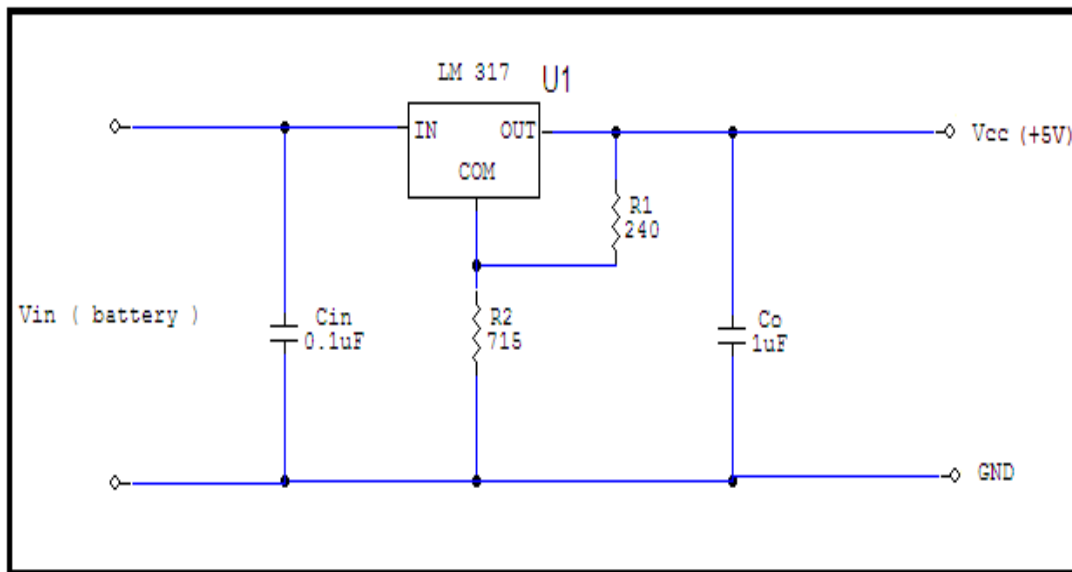 LM 317
U1
IN OUT
COM
Vcc (+5V)
R1
240
Vin ( battery )
Cin
0.1uF
R2
715
Co
1uF
GND